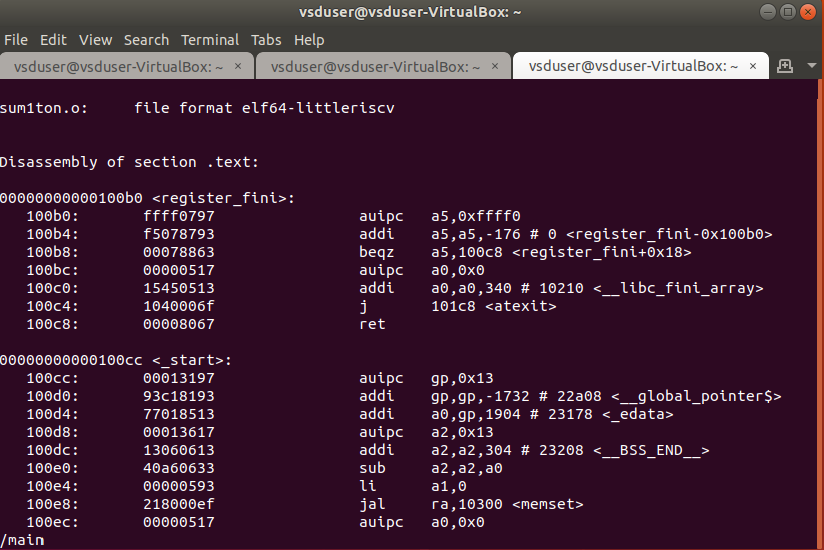 vsduser@vsduser-VirtualBox: ~
File Edit View Search Terminal Tabs Help
vsduser@vsduser-VirtualBox: ~ × vsduser@vsduser-VirtualBox: ~ × vsduser@vsduser-VirtualBox: ~ ×
sum1ton.o:     file format elf64-littleriscv
Disassembly of section .text:
00000000000100b0 <register_fini>:
100b0: ffff0797 auipc a5,0xffff0
100b4: f5078793 addi a5,a5,-176 # 0 <register_fini-0x100b0>
100b8: 00078863 beqz a5,100c8 <register_fini+0x18>
100bc: 00000517 auipc a0,0x0
100c0: 15450513 addi a0,a0,340 # 10210 <__libc_fini_array>
100c4: 1040006f j 101c8 <atexit>
100c8: 00008067 ret
00000000000100cc <_start>:
100cc: 00013197 auipc gp,0x13
100d0: 93c18193 addi gp,gp,-1732 # 22a08 <__global_pointer$>
100d4: 77018513 addi a0,gp,1904 # 23178 <_edata>
100d8: 00013617 auipc a2,0x13
100dc: 13060613 addi a2,a2,304 # 23208 <__BSS_END__>
100e0: 40a60633 sub a2,a2,a0
100e4: 00000593 li a1,0
100e8: 218000ef jal ra,10300 <memset>
100ec: 00000517 auipc a0,0x0
/main